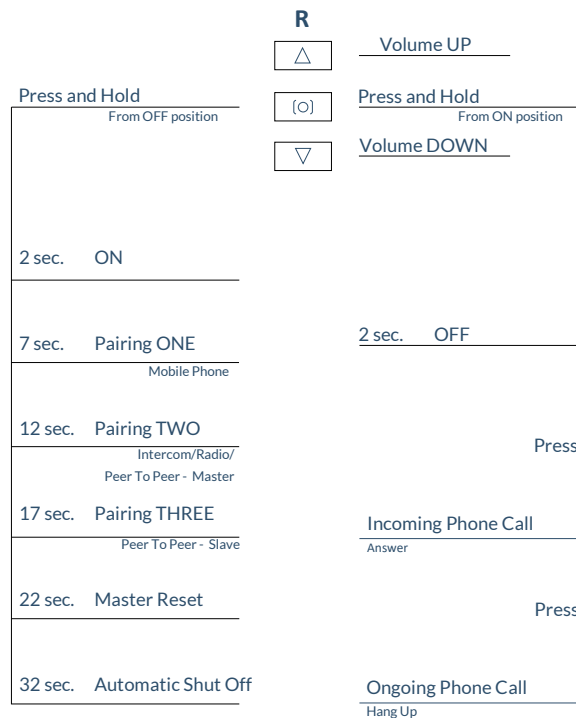 R
Volume UP
Press and Hold
From OFF position
(O)
Press and Hold
From ON position
Volume DOWN
2 sec. ON
7 sec. Pairing ONE
Mobile Phone
12 sec. Pairing TWO
Intercom/Radio/
Peer To Peer - Master
17 sec. Pairing THREE
Peer To Peer - Slave
22 sec. Master Reset
32 sec. Automatic Shut Off
2 sec. OFF
Press
Incoming Phone Call
Answer
Press
Ongoing Phone Call
Hang Up